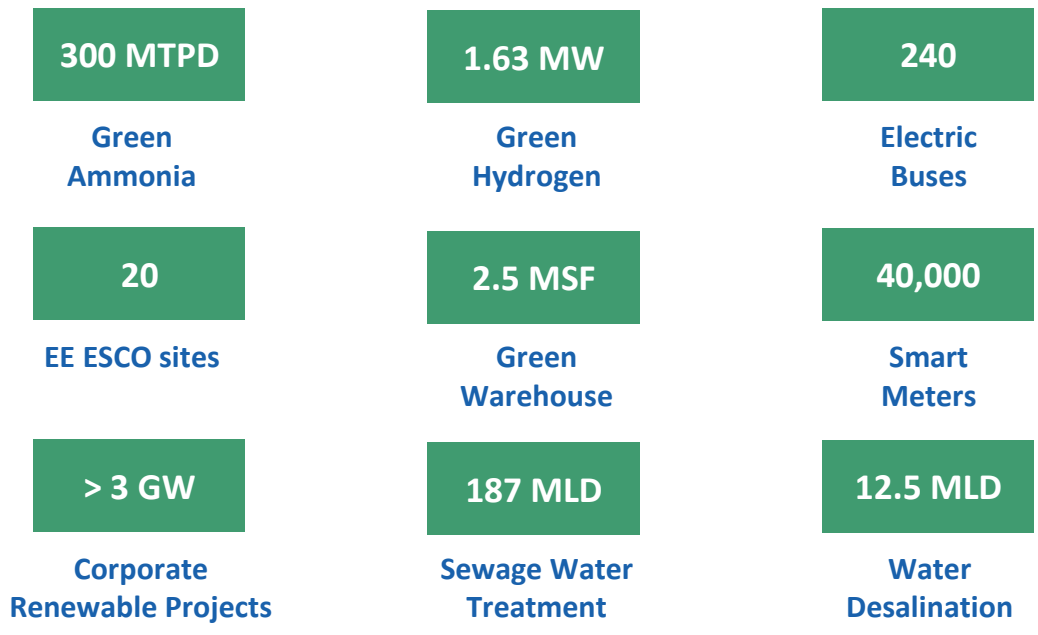 300 MTPD
Green
Ammonia
1.63 MW
Green
Hydrogen
240
Electric
Buses
20
EE ESCO sites
2.5 MSF
Green
Warehouse
40,000
Smart
Meters
> 3 GW
Corporate
Renewable Projects
187 MLD
Sewage Water
Treatment
12.5 MLD
Water
Desalination